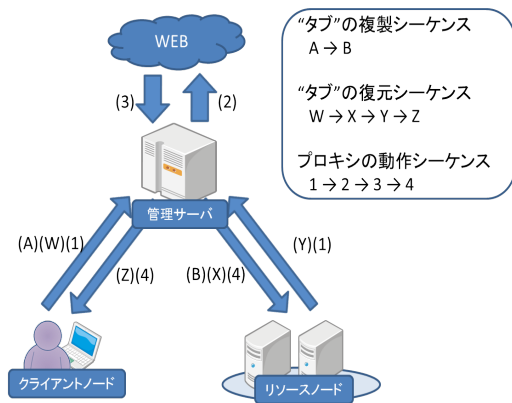 WEB
(3)
(2)
"タブ"の複製シーケンス
A → B
"タブ"の復元シーケンス
W → X → Y → Z
プロキシの動作シーケンス
1 → 2 → 3 → 4
管理サーバ
(A)(W)(1)
(Z)(4)
(B)(X)(4)
(Y)(1)
クライアントノード
リソースノード